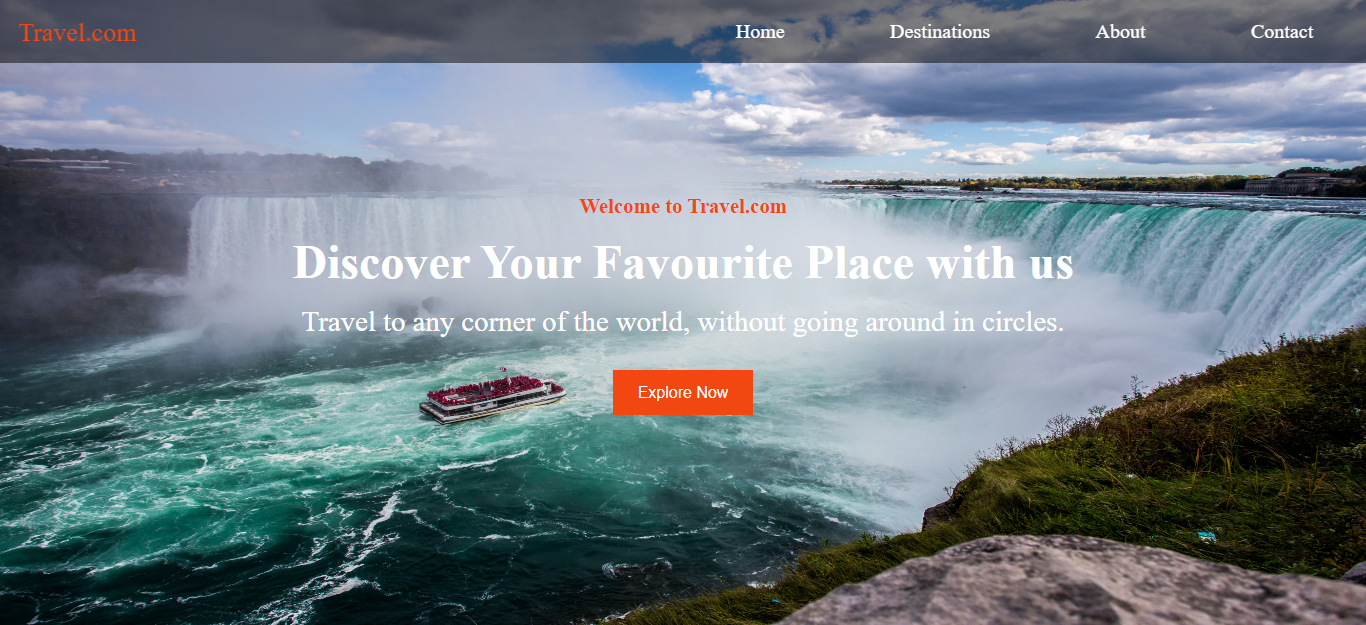 Travel.com
Home Destinations About Contact
Welcome to Travel.com
Discover Your Favourite Place with us
Travel to any corner of the world, without going around in circles.
Explore Now